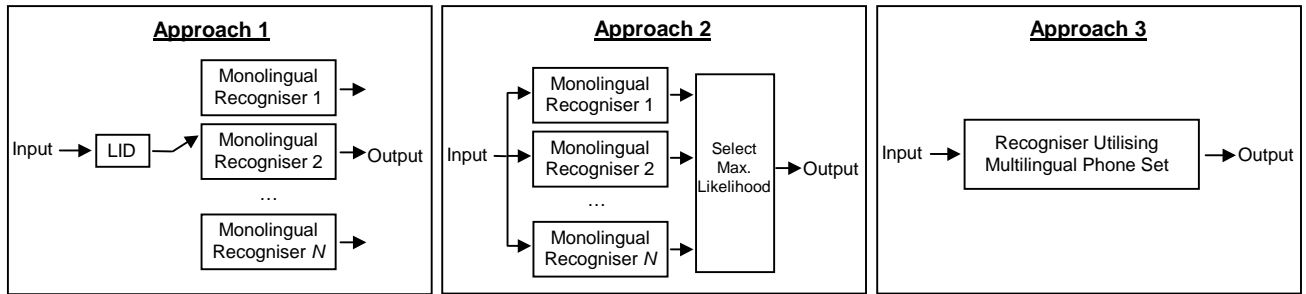 Approach 1
Input
LID
Monolingual
Recogniser 1
Monolingual
Recogniser 2
Output
…
Monolingual
Recogniser N
Approach 2
Input
Monolingual
Recogniser 1
Monolingual
Recogniser 2
…
Monolingual
Recogniser N
Select
Max.
Likelihood
Output
Approach 3
Input
Recogniser Utilising
Multilingual Phone Set
Output